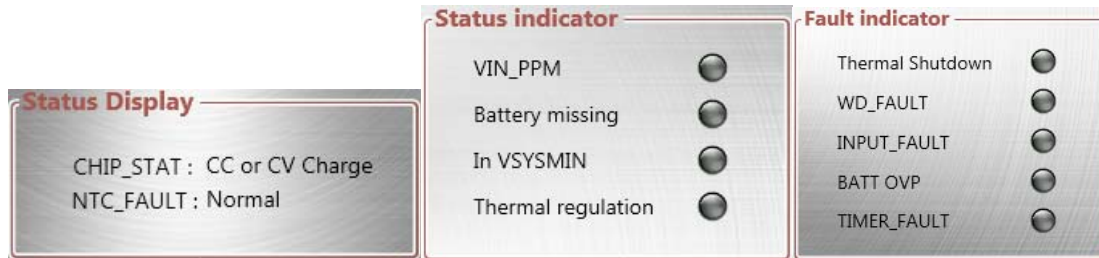 Status Display
CHIP_STAT : CC or CV Charge
NTC_FAULT : Normal
Status indicator
VIN_PPM
Battery missing
In VSYSMIN
Thermal regulation
Fault indicator
Thermal Shutdown
WD_FAULT
INPUT_FAULT
BATT OVP
TIMER_FAULT